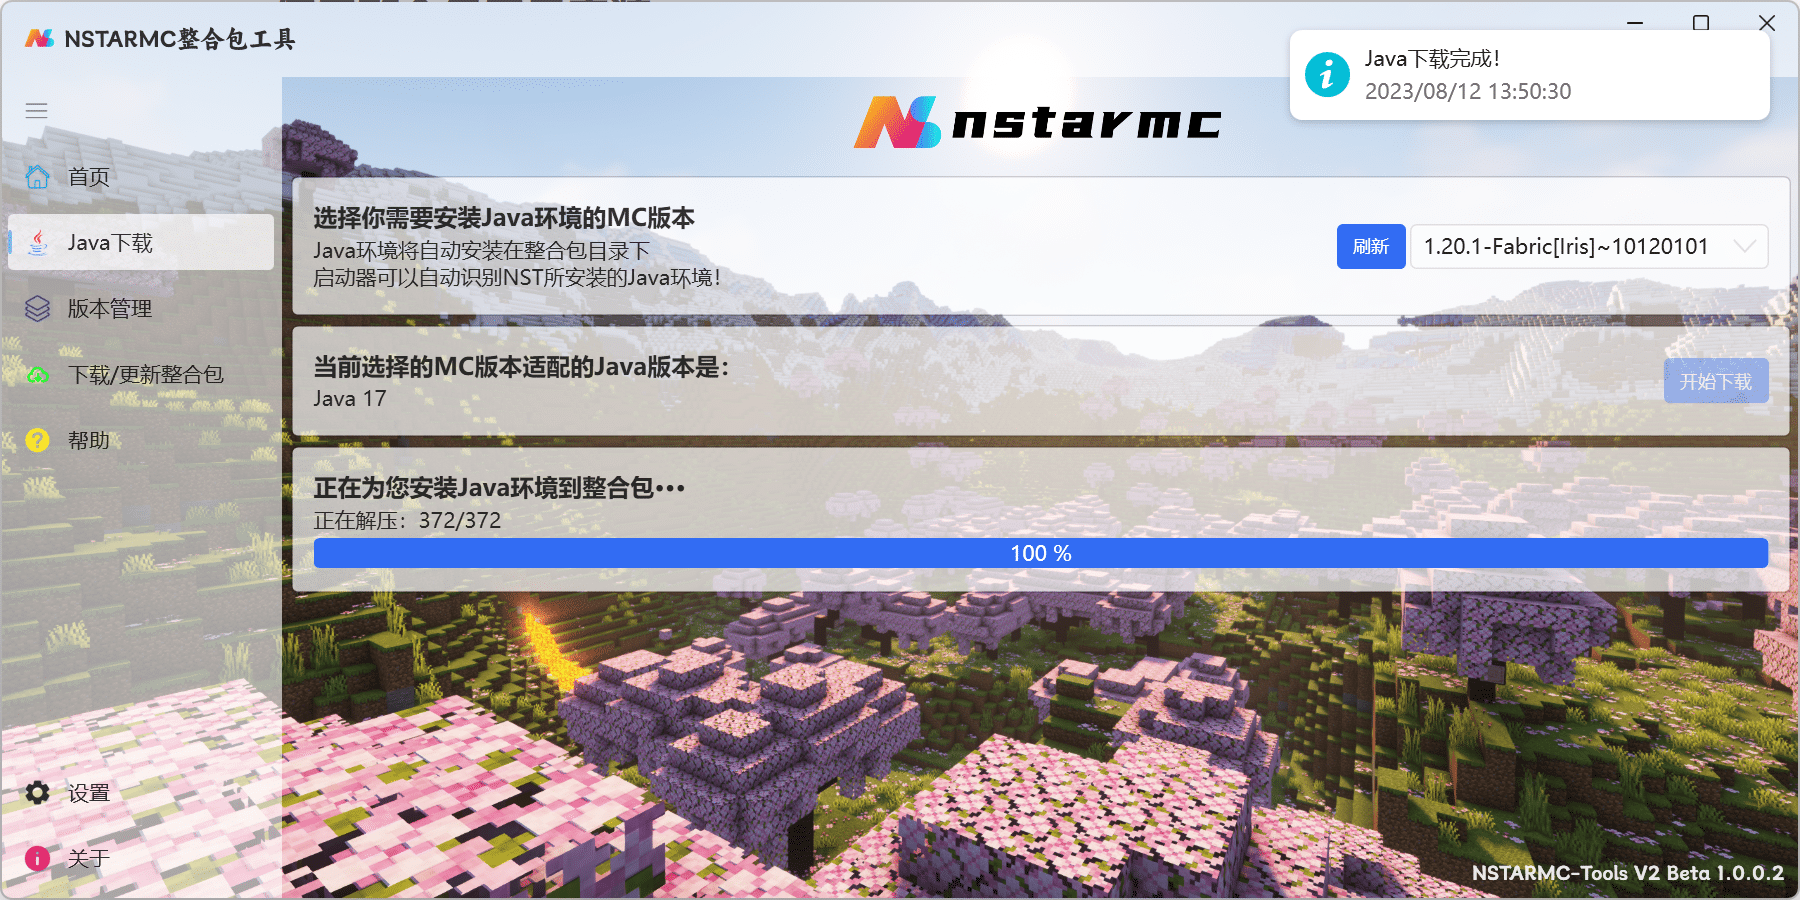 NSTARMC整合包工具
Java下载完成!
2023/08/12 13:50:30
nstarmc
首页
Java下载
版本管理
下载/更新整合包
帮助
设置
关于
选择你需要安装Java环境的MC版本
Java环境将自动安装在整合包目录下
启动器可以自动识别NST所安装的Java环境!
刷新
1.20.1-Fabric[Iris]~10120101
当前选择的MC版本适配的Java版本是:
Java 17
开始下载
正在为您安装Java环境到整合包•••
正在解压: 372/372
100 %
NSTARMC-Tools V2 Beta 1.0.0.2